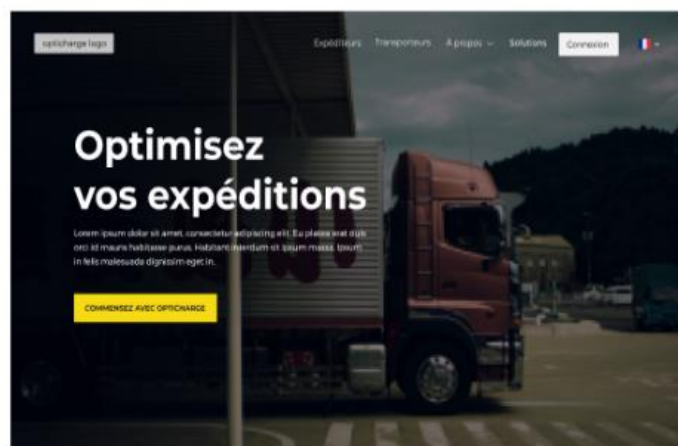 opticharge logo
Expéditeurs Transporteurs À propos Solutions Connexion
Optimisez
vos expéditions
Lorem ipsum dolor sit amet, consectetur adipiscing elit. Eu platea erat duis
orci id mauris habitasse purus. Habitant interdum sit ipsum massa. Ipsum
in felis malesuada dignissim eget in.
COMMENSEZ AVEC OPTICHARGE